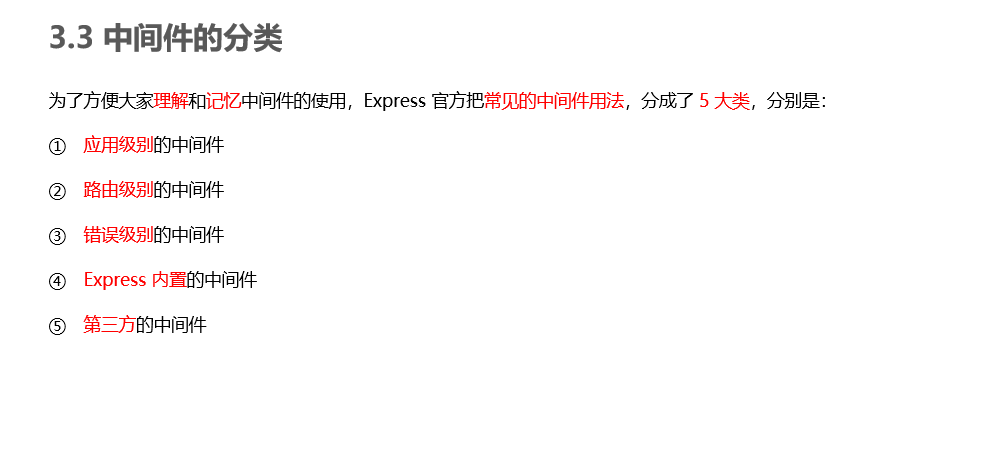 3.3 中间件的分类
为了方便大家理解和记忆中间件的使用，Express 官方把常见的中间件用法，分成了 5 大类，分别是：
① 应用级别的中间件
② 路由级别的中间件
③ 错误级别的中间件
④ Express 内置的中间件
⑤ 第三方的中间件